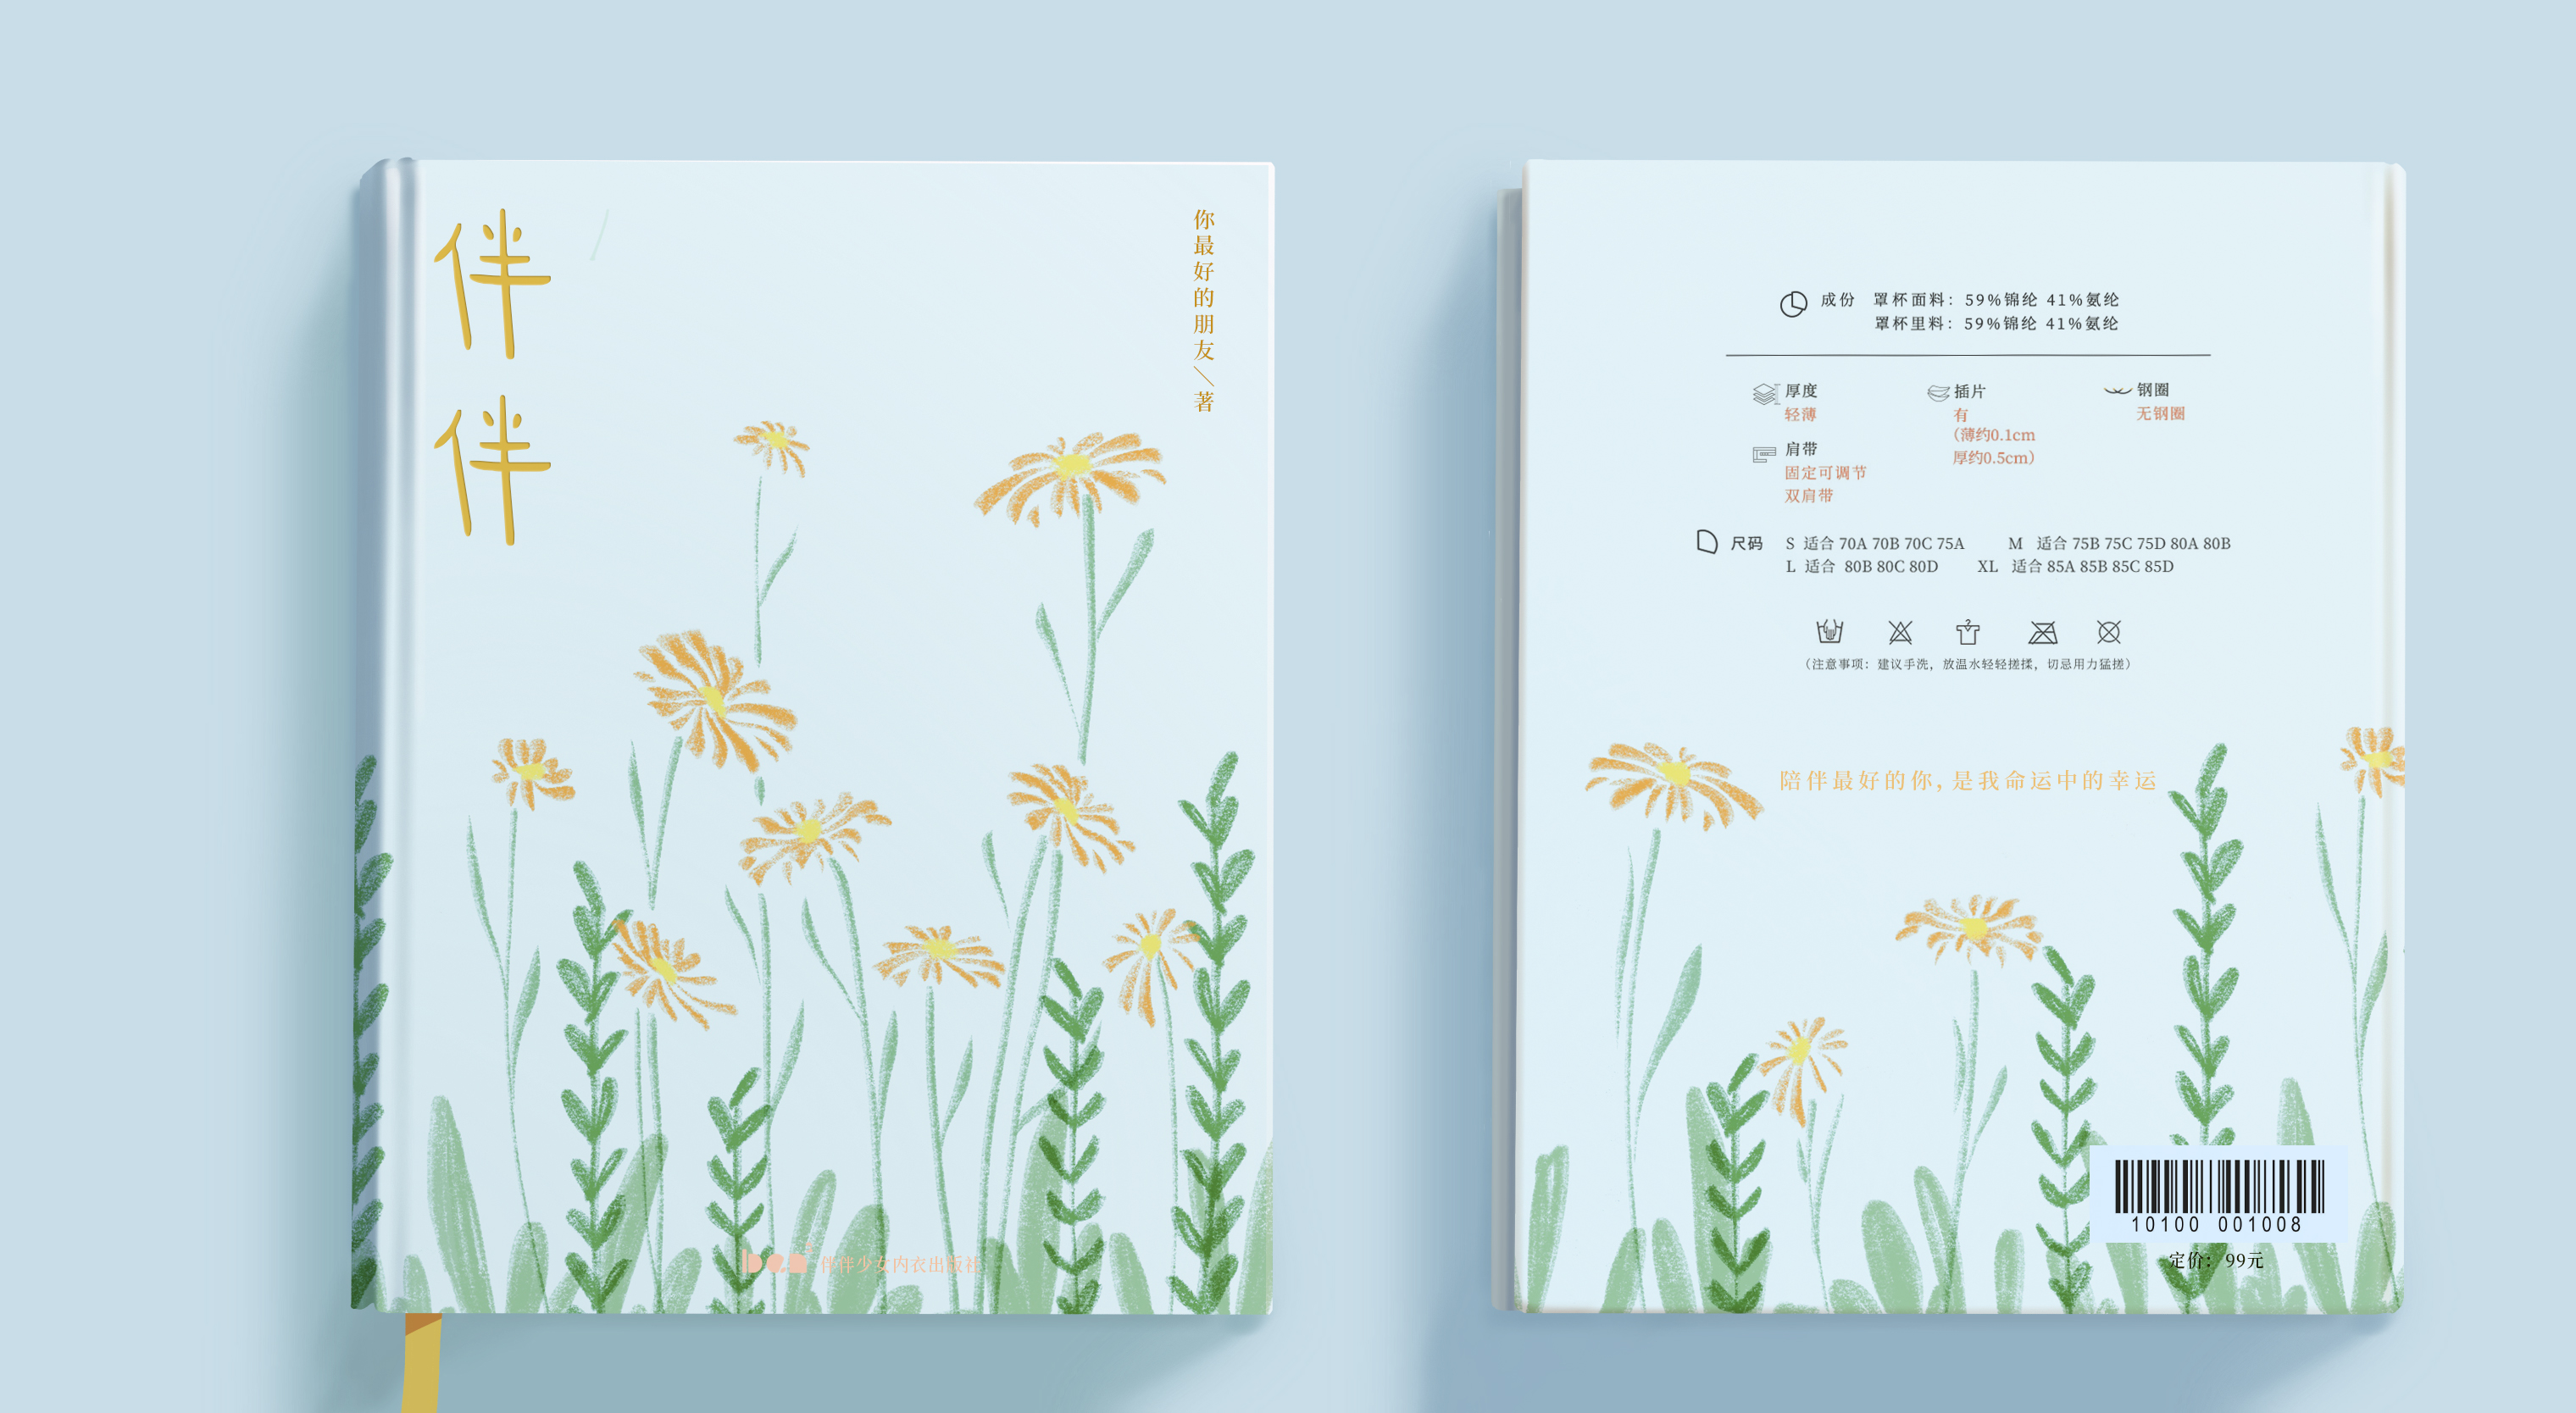 伴
伴
你最好的朋友／著
ben
伴伴少女内衣出版社
成份 罩杯面料：59%锦纶 41%氨纶
罩杯里料：59%锦纶 41%氨纶
厚度
轻薄
插片
有
（薄约0.1cm
厚约0.5cm）
钢圈
无钢圈
肩带
固定可调节
双肩带
尺码 S 适合 70A 70B 70C 75A M 适合 75B 75C 75D 80A 80B
L 适合 80B 80C 80D XL 适合 85A 85B 85C 85D
（注意事项：建议手洗，放温水轻轻搓揉，切忌用力猛搓）
陪伴最好的你，是我命运中的幸运
10100 001008
定价：99元